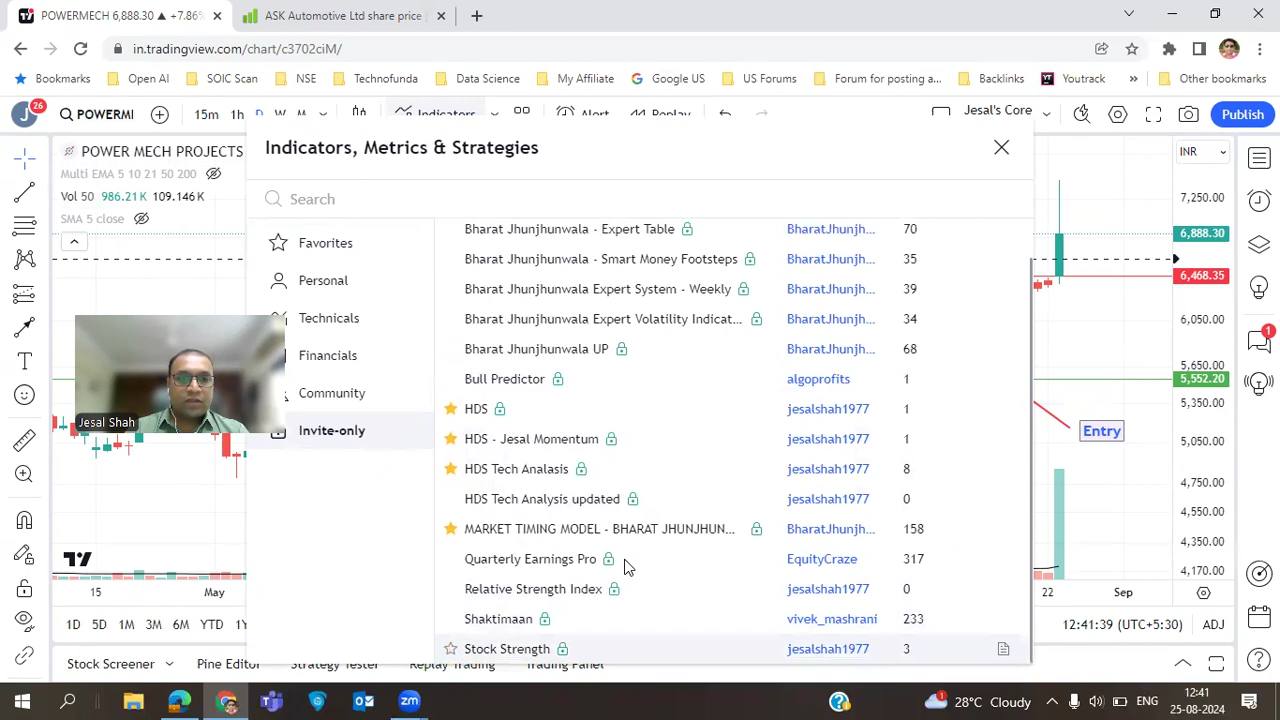 POWERMECH 6,888.30 ▲ +7.86%
ASK Automotive Ltd share price
in.tradingview.com/chart/c3702ciM/
Bookmarks
Open AI
SOIC Scan
NSE
Technofunda
Data Science
My Affiliate
Google US
US Forums
Forum for posting a...
Backlinks
Youtrack
Other bookmarks
J
26
POWERMI
15m 1h D W M
Indicators
Alert
Replay
Jesal's Core
Publish
POWER MECH PROJECTS
Multi EMA 5 10 21 50 200
Vol 50 986.21K 109.146K
SMA 5 close
Indicators, Metrics & Strategies
Search
Favorites
Personal
Technicals
Financials
Community
Invite-only
Bharat Jhunjhunwala - Expert Table BharatJhunjh... 70
Bharat Jhunjhunwala - Smart Money Footsteps BharatJhunjh... 35
Bharat Jhunjhunwala Expert System - Weekly BharatJhunjh... 39
Bharat Jhunjhunwala Expert Volatility Indicat... BharatJhunjh... 34
Bharat Jhunjhunwala UP BharatJhunjh... 68
Bull Predictor algoprofits 1
HDS jesalshah1977 1
HDS - Jesal Momentum jesalshah1977 1
HDS Tech Analasis jesalshah1977 8
HDS Tech Analysis updated jesalshah1977 0
MARKET TIMING MODEL - BHARAT JHUNJHUN... BharatJhunjh... 158
Quarterly Earnings Pro EquityCraze 317
Relative Strength Index jesalshah1977 0
Shaktimaan vivek_mashrani 233
Stock Strength jesalshah1977 3
Jesal Shah
INR
7,250.00
6,888.30
6,468.35
6,050.00
5,650.00
5,552.20
5,350.00
5,050.00
4,750.00
4,550.00
4,350.00
4,170.00
Entry
1
15 May
22 Sep
1D 5D 1M 3M 6M YTD 1Y
12:41:39 (UTC+5:30) ADJ
Stock Screener
Pine Editor
Strategy Tester
Replay Trading
Trading Panel
zm
1
28°C Cloudy
ENG
12:41
25-08-2024